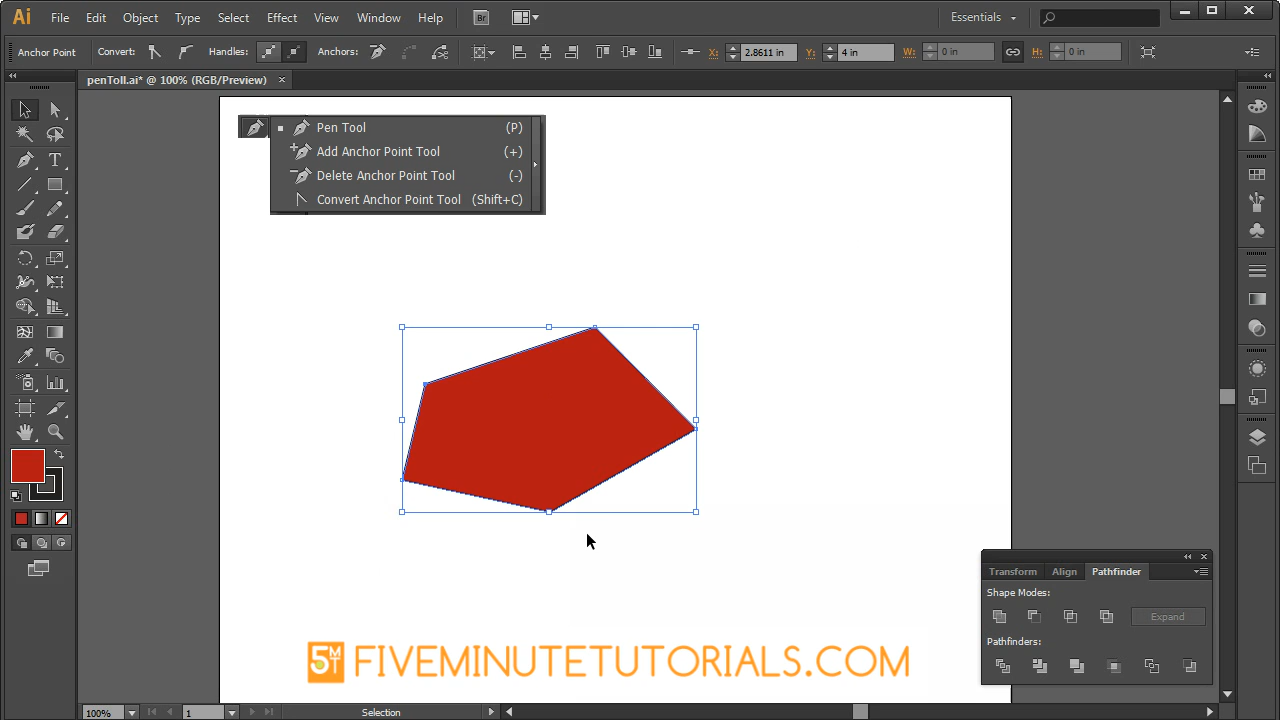 Ai File Edit Object Type Select Effect View Window Help Br Essentials
Anchor Point Convert: Handles: Anchors: X: 2.8611 in Y: 4 in W: 0 in H: 0 in
penToll.ai* @ 100% (RGB/Preview)
Pen Tool (P)
Add Anchor Point Tool (+)
Delete Anchor Point Tool (-)
Convert Anchor Point Tool (Shift+C)
T
Transform Align Pathfinder
Shape Modes:
Expand
Pathfinders:
5MT FIVEMINUTETUTORIALS.COM
100% 1 Selection